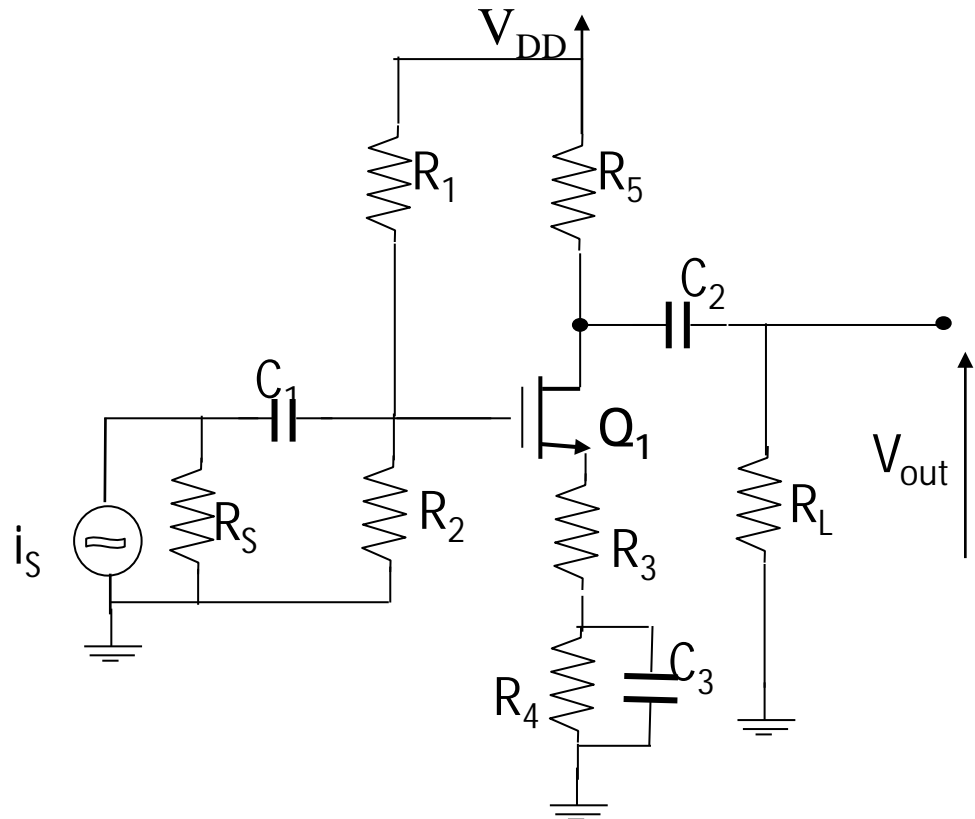 V_DD
R_1
R_5
C_2
C_1
Q_1
V_out
R_S
R_2
R_L
i_S
R_3
C_3
R_4